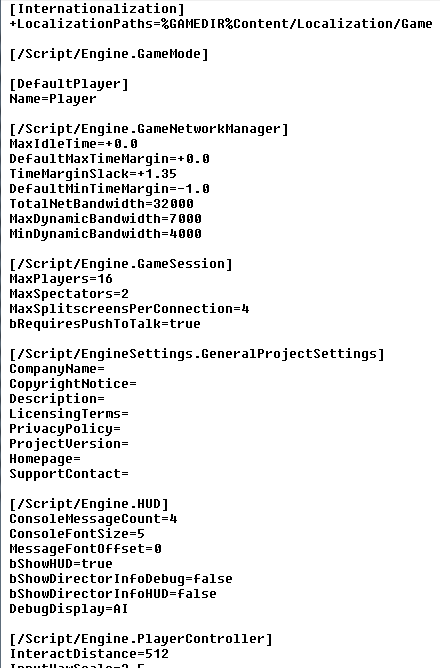 [Internationalization]
+LocalizationPaths=%GAMEDIR%Content/Localization/Game
[/Script/Engine.GameMode]
[DefaultPlayer]
Name=Player
[/Script/Engine.GameNetworkManager]
MaxIdleTime=+0.0
DefaultMaxTimeMargin=+0.0
TimeMarginSlack=+1.35
DefaultMinTimeMargin=-1.0
TotalNetBandwidth=32000
MaxDynamicBandwidth=7000
MinDynamicBandwidth=4000
[/Script/Engine.GameSession]
MaxPlayers=16
MaxSpectators=2
MaxSplitscreensPerConnection=4
bRequiresPushToTalk=true
[/Script/EngineSettings.GeneralProjectSettings]
CompanyName=
CopyrightNotice=
Description=
LicensingTerms=
PrivacyPolicy=
ProjectVersion=
Homepage=
SupportContact=
[/Script/Engine.HUD]
ConsoleMessageCount=4
ConsoleFontSize=5
MessageFontOffset=0
bShowHUD=true
bShowDirectorInfoDebug=false
bShowDirectorInfoHUD=false
DebugDisplay=AI
[/Script/Engine.PlayerController]
InteractDistance=512